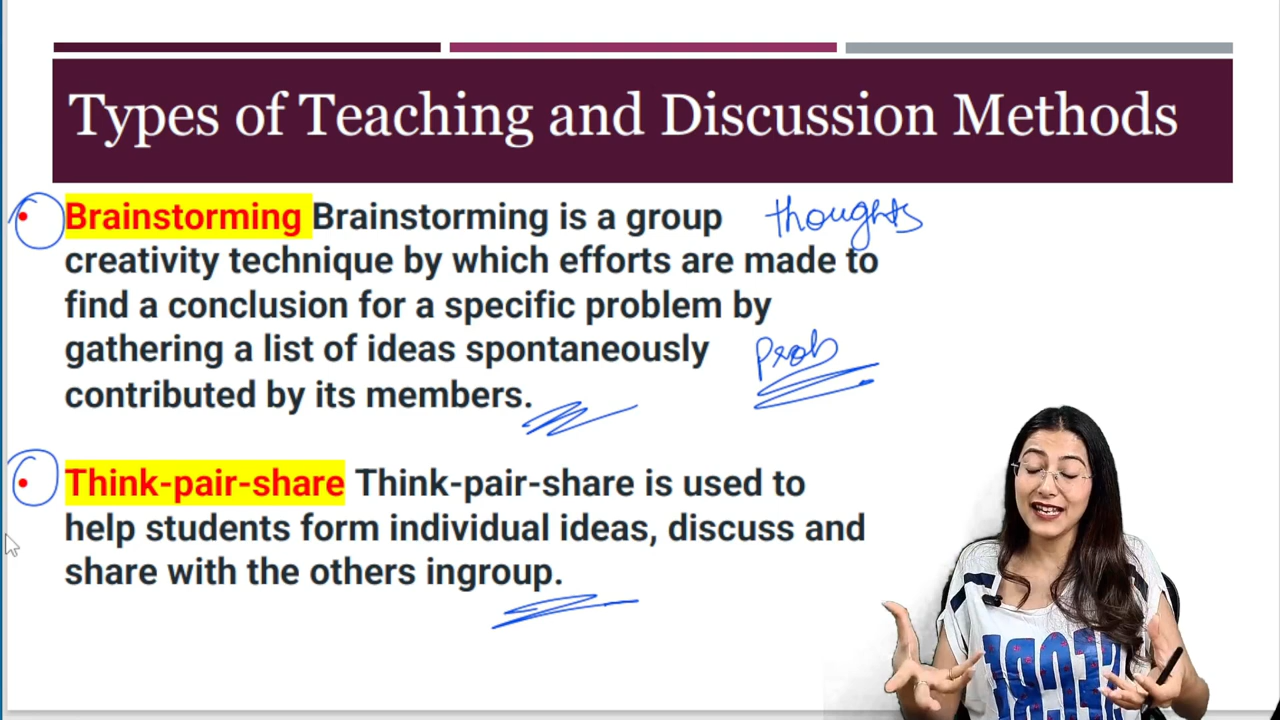 Types of Teaching and Discussion Methods
• Brainstorming Brainstorming is a group thoughts
creativity technique by which efforts are made to
find a conclusion for a specific problem by
gathering a list of ideas spontaneously Prob
contributed by its members.
• Think-pair-share Think-pair-share is used to
help students form individual ideas, discuss and
share with the others ingroup.